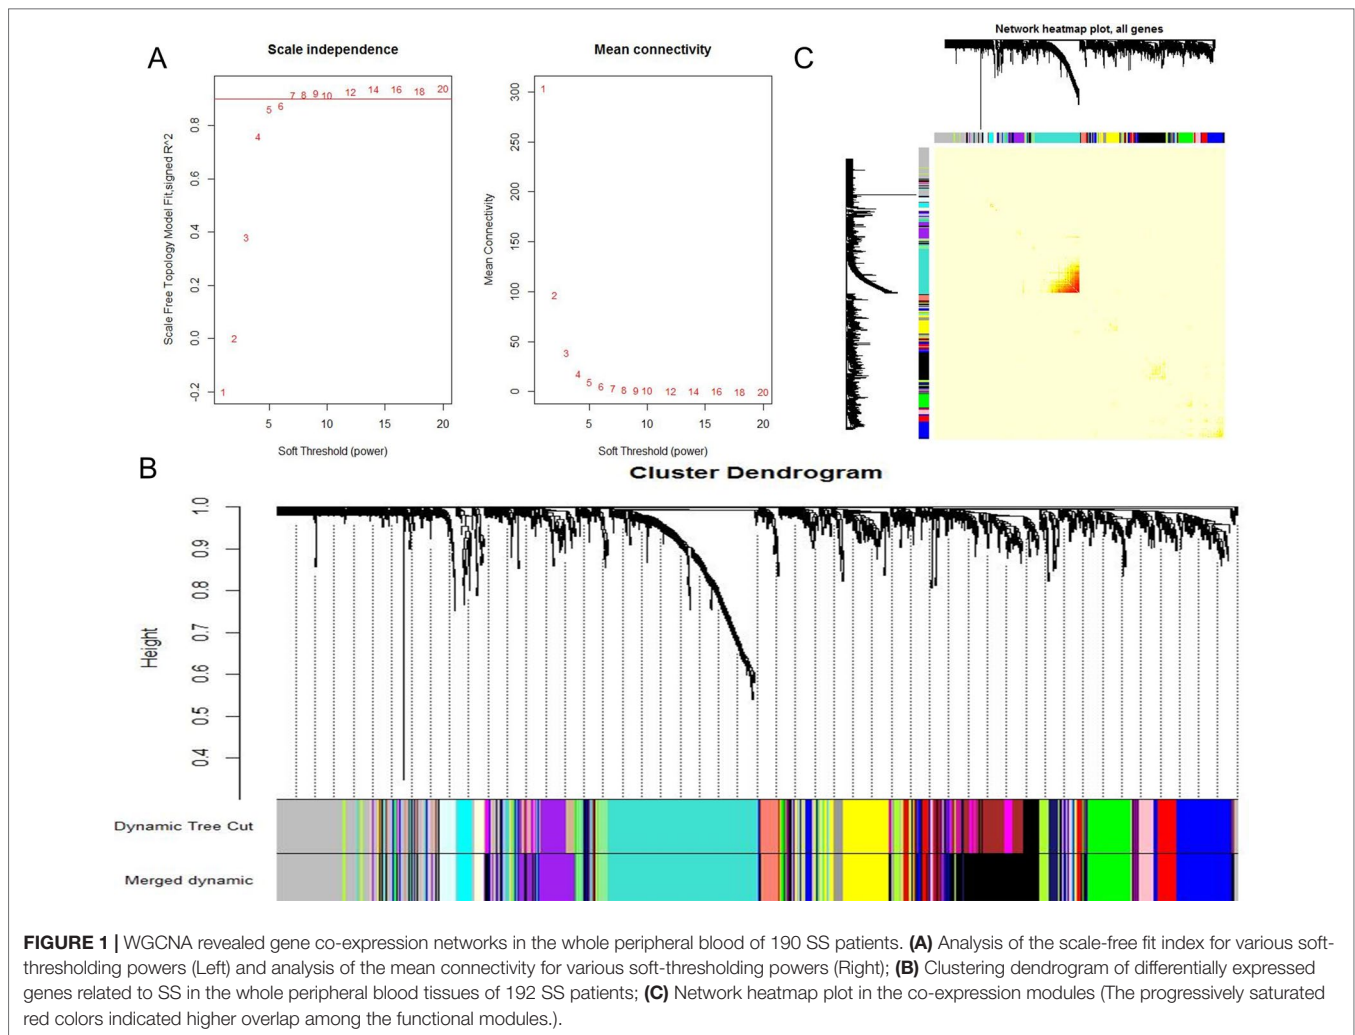 A
Scale independence
Scale Free Topology Model Fit,signed R^2
-0.2 0.0 0.2 0.4 0.6 0.8
1 2 3 4 5 6 7 8 9 10 12 14 16 18 20
5 10 15 20
Soft Threshold (power)
Mean connectivity
Mean Connectivity
0 50 100 150 200 250 300
1 2 3 4 5 6 7 8 9 10 12 14 16 18 20
5 10 15 20
Soft Threshold (power)
C
Network heatmap plot, all genes
B
Cluster Dendrogram
Height
0.4 0.5 0.6 0.7 0.8 0.9 1.0
Dynamic Tree Cut
Merged dynamic
FIGURE 1 | WGCNA revealed gene co-expression networks in the whole peripheral blood of 190 SS patients. (A) Analysis of the scale-free fit index for various soft-
thresholding powers (Left) and analysis of the mean connectivity for various soft-thresholding powers (Right); (B) Clustering dendrogram of differentially expressed
genes related to SS in the whole peripheral blood tissues of 192 SS patients; (C) Network heatmap plot in the co-expression modules (The progressively saturated
red colors indicated higher overlap among the functional modules.).